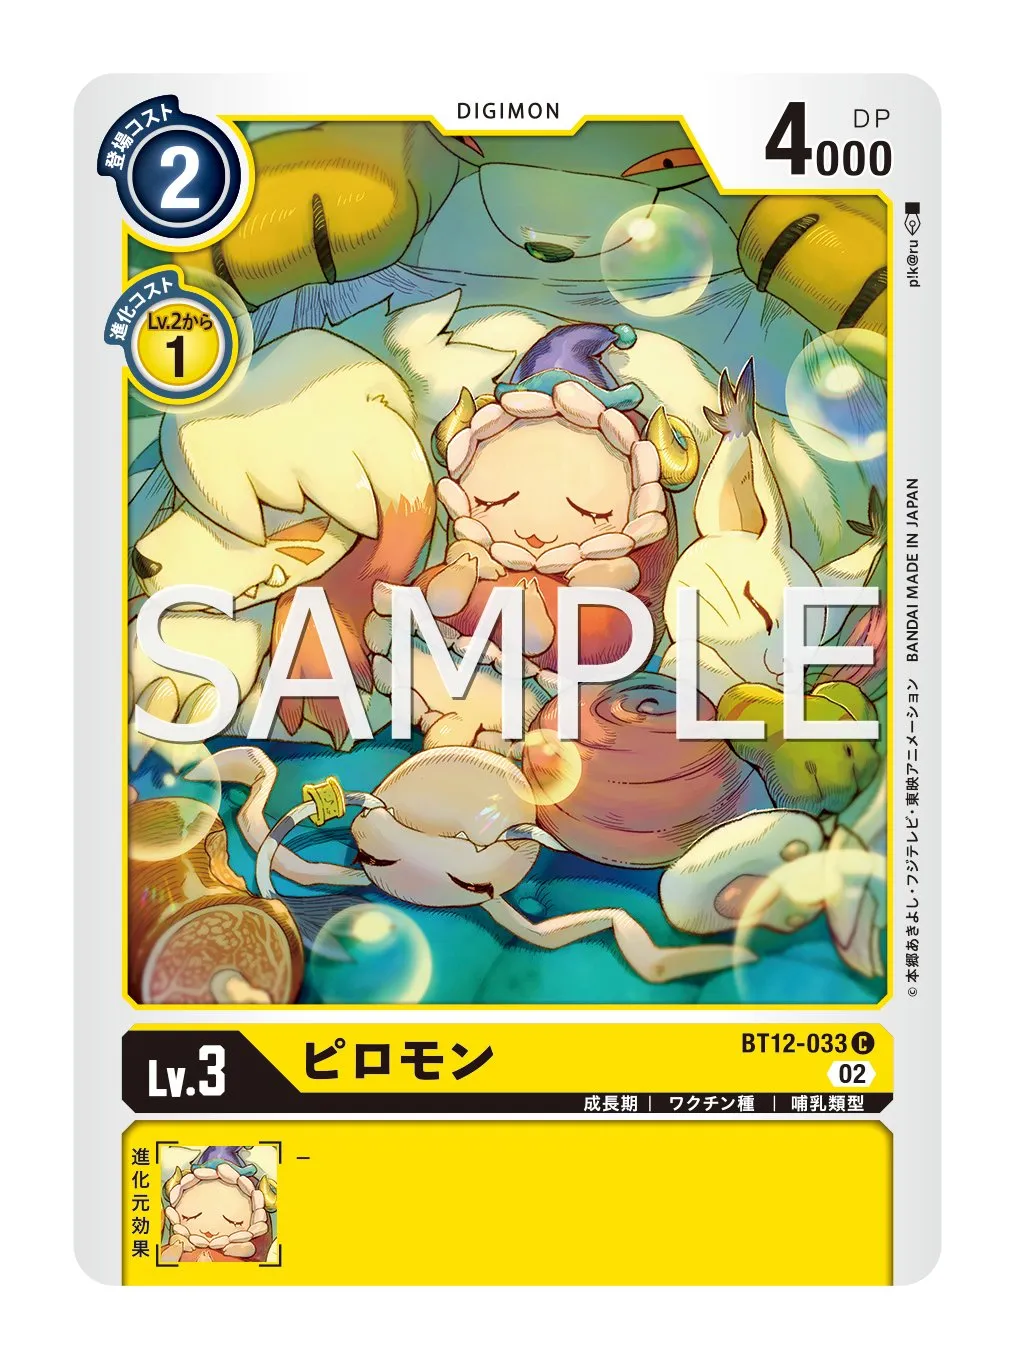 DIGIMON
登場コスト
2
4000
DP
進化コスト
Lv.2から
1
p!k@ru
SAMPLE
© 本郷あきよし・フジテレビ・東映アニメーション BANDAI MADE IN JAPAN
Lv.3
ピロモン
BT12-033 C
02
成長期 | ワクチン種 | 哺乳類型
進化元効果
–